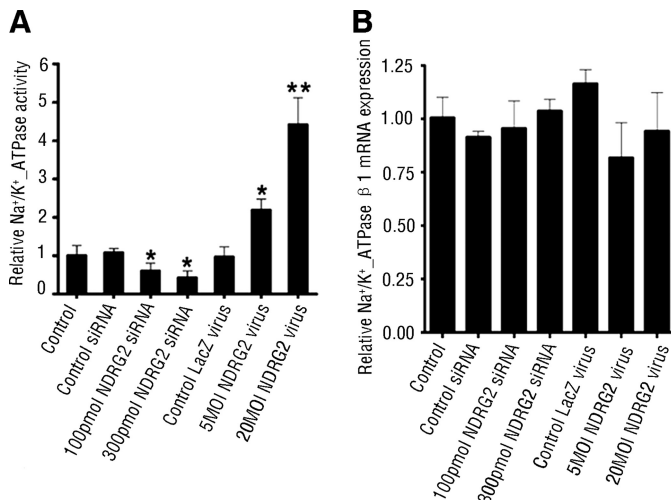 A
Relative Na⁺/K⁺_ATPase activity
6
5
4
3
2
1
0
*
*
*
**
Control
Control siRNA
100pmol NDRG2 siRNA
300pmol NDRG2 siRNA
Control LacZ virus
5MOI NDRG2 virus
20MOI NDRG2 virus
B
Relative Na⁺/K⁺_ATPase β 1 mRNA expression
1.25
1.00
0.75
0.50
0.25
0.00
Control
Control siRNA
100pmol NDRG2 siRNA
300pmol NDRG2 siRNA
Control LacZ virus
5MOI NDRG2 virus
20MOI NDRG2 virus